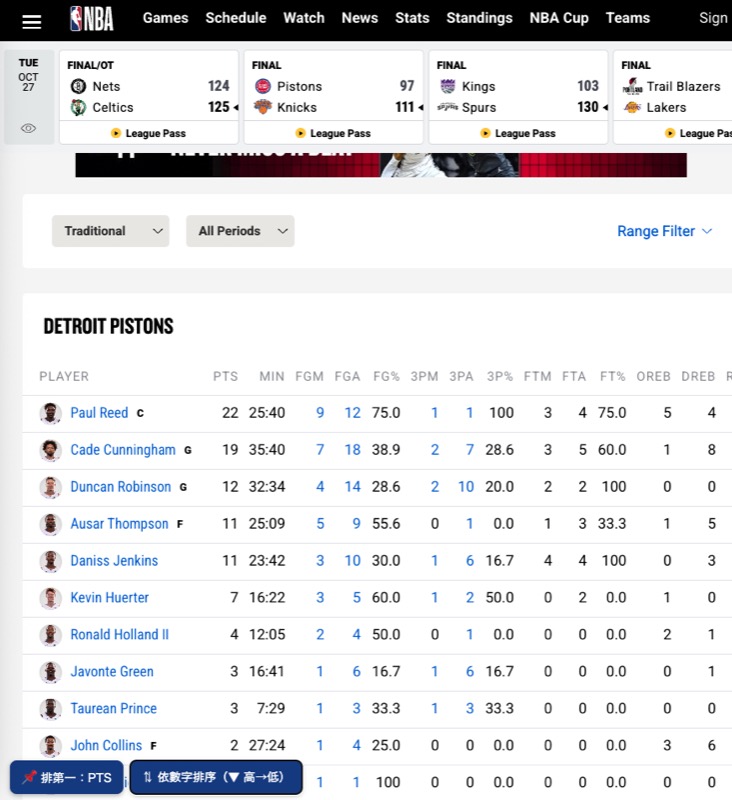 NBA Games Schedule Watch News Stats Standings NBA Cup Teams Sign
TUE
OCT
27
FINAL/OT
Nets 124
Celtics 125
League Pass
FINAL
Pistons 97
Knicks 111
League Pass
FINAL
Kings 103
Spurs 130
League Pass
FINAL
Trail Blazers
Lakers
League Pas
Traditional
All Periods
Range Filter
DETROIT PISTONS
PLAYER PTS MIN FGM FGA FG% 3PM 3PA 3P% FTM FTA FT% OREB DREB R
Paul Reed C 22 25:40 9 12 75.0 1 1 100 3 4 75.0 5 4
Cade Cunningham G 19 35:40 7 18 38.9 2 7 28.6 3 5 60.0 1 8
Duncan Robinson G 12 32:34 4 14 28.6 2 10 20.0 2 2 100 0 0
Ausar Thompson F 11 25:09 5 9 55.6 0 1 0.0 1 3 33.3 1 5
Daniss Jenkins 11 23:42 3 10 30.0 1 6 16.7 4 4 100 0 3
Kevin Huerter 7 16:22 3 5 60.0 1 2 50.0 0 2 0.0 1 0
Ronald Holland II 4 12:05 2 4 50.0 0 1 0.0 0 0 0.0 2 1
Javonte Green 3 16:41 1 6 16.7 1 6 16.7 0 0 0.0 0 1
Taurean Prince 3 7:29 1 3 33.3 1 3 33.3 0 0 0.0 0 0
John Collins F 2 27:24 1 4 25.0 0 0 0.0 0 0 0.0 3 6
1 1 100 0 0 0.0 0 0 0.0 0 0
📌 排第一：PTS
⇅ 依數字排序（▼ 高→低）